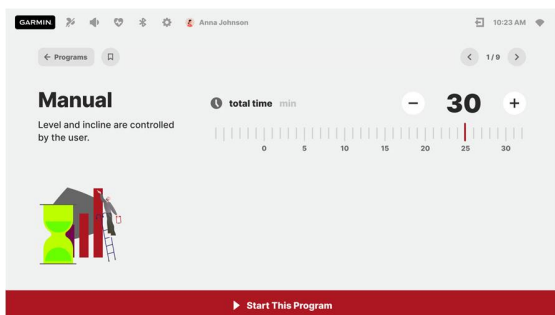 GARMIN Anna Johnson 10:23 AM
Programs 1/9
Manual
Level and incline are controlled
by the user.
total time min 30
0 5 10 15 20 25 30
Start This Program